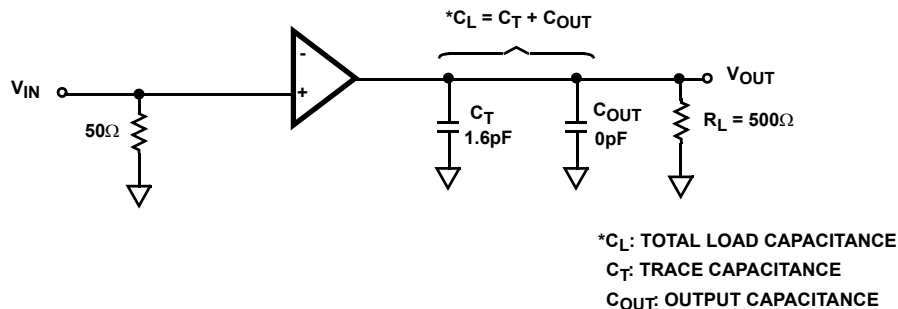 *CL = CT + COUT
VIN
-
+
50Ω
CT
1.6pF
COUT
0pF
VOUT
RL = 500Ω
*CL: TOTAL LOAD CAPACITANCE
CT: TRACE CAPACITANCE
COUT: OUTPUT CAPACITANCE